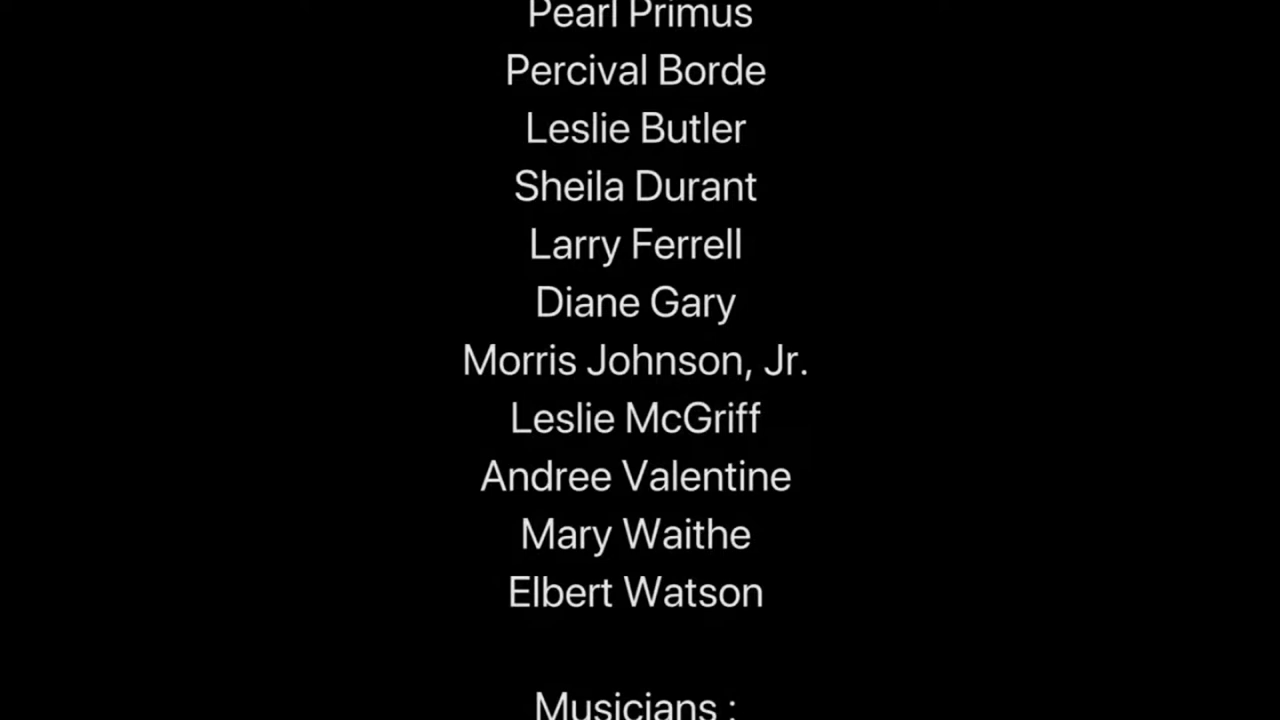 Pearl Primus
Percival Borde
Leslie Butler
Sheila Durant
Larry Ferrell
Diane Gary
Morris Johnson, Jr.
Leslie McGriff
Andree Valentine
Mary Waithe
Elbert Watson
Musicians :